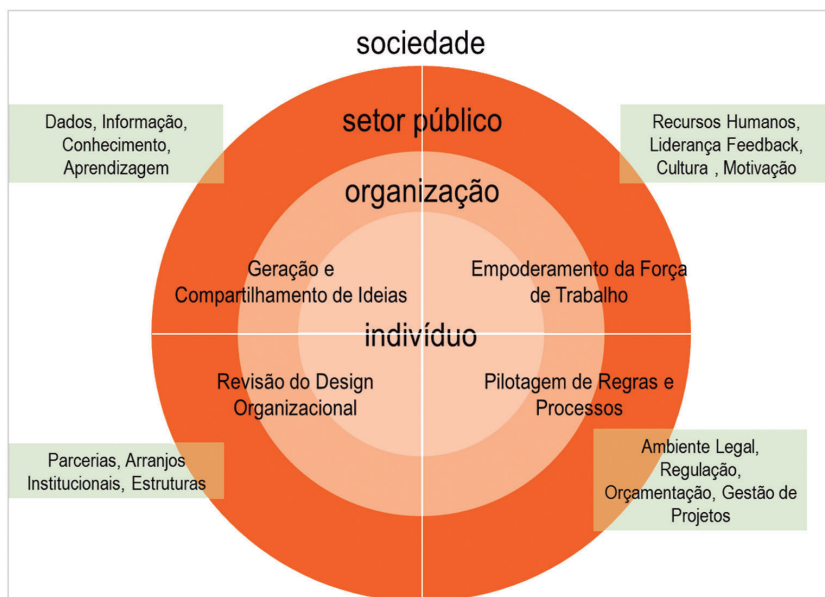 sociedade
setor público
Dados, Informação,
Conhecimento,
Aprendizagem
Recursos Humanos,
Liderança Feedback,
Cultura , Motivação
organização
Geração e
Compartilhamento de Ideias
Empoderamento da Força
de Trabalho
indivíduo
Revisão do Design
Organizacional
Pilotagem de Regras e
Processos
Parcerias, Arranjos
Institucionais, Estruturas
Ambiente Legal,
Regulação,
Orçamentação, Gestão de
Projetos